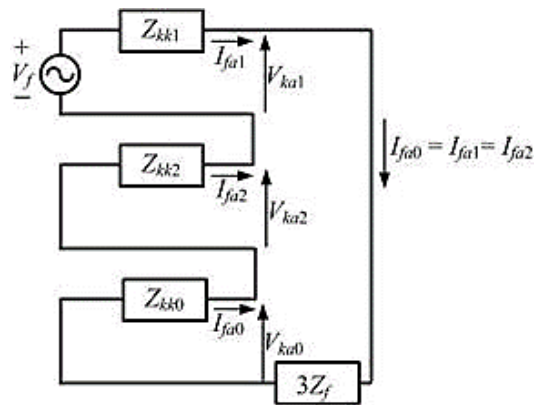 Z_kk1
I_fa1
+
V_f
−
V_ka1
I_fa0 = I_fa1 = I_fa2
Z_kk2
I_fa2
V_ka2
Z_kk0
I_fa0
V_ka0
3Z_f